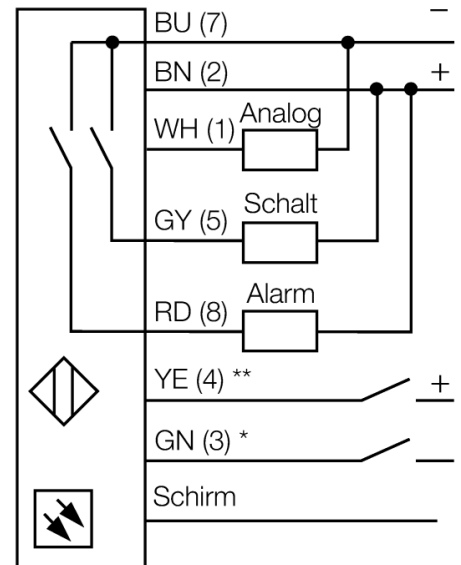 BU (7) −
BN (2) +
WH (1) Analog
GY (5) Schalt
RD (8) Alarm
YE (4) ** +
GN (3) *
Schirm